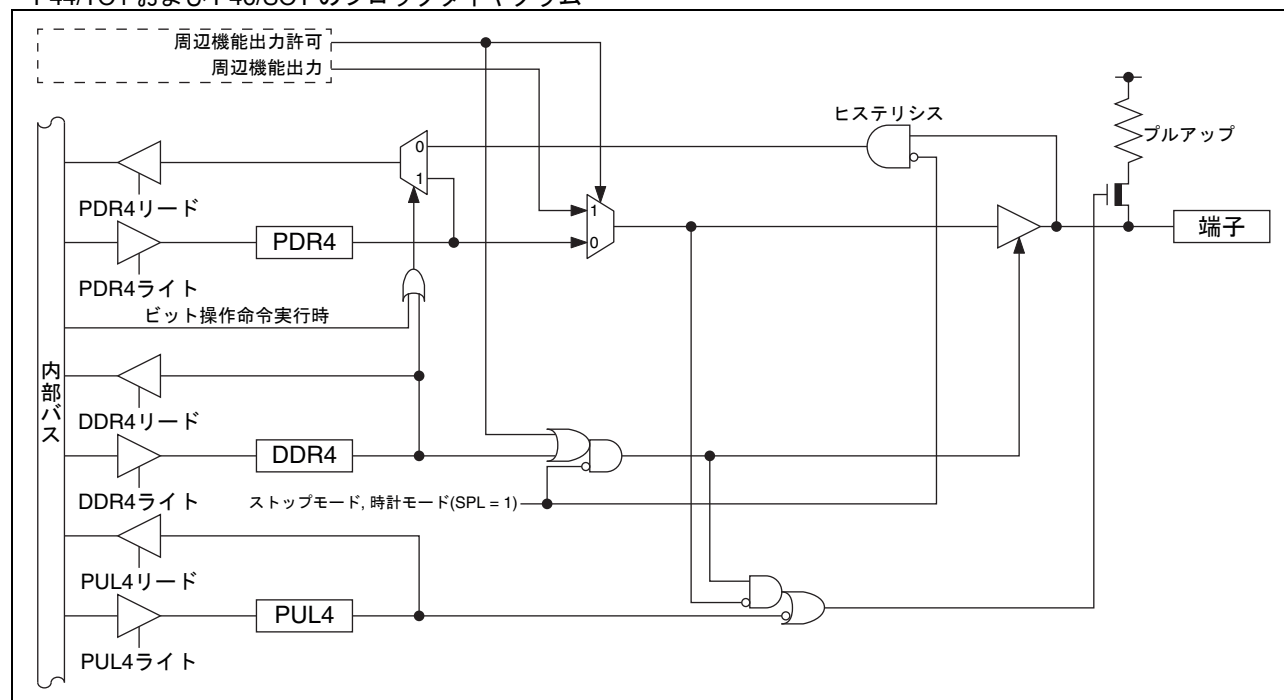 周辺機能出力許可
周辺機能出力
ヒステリシス
プルアップ
0
1
PDR4リード
1
0
端子
PDR4
PDR4ライト
ビット操作命令実行時
内部バス
DDR4リード
DDR4
DDR4ライト
ストップモード, 時計モード(SPL = 1)
PUL4リード
PUL4
PUL4ライト